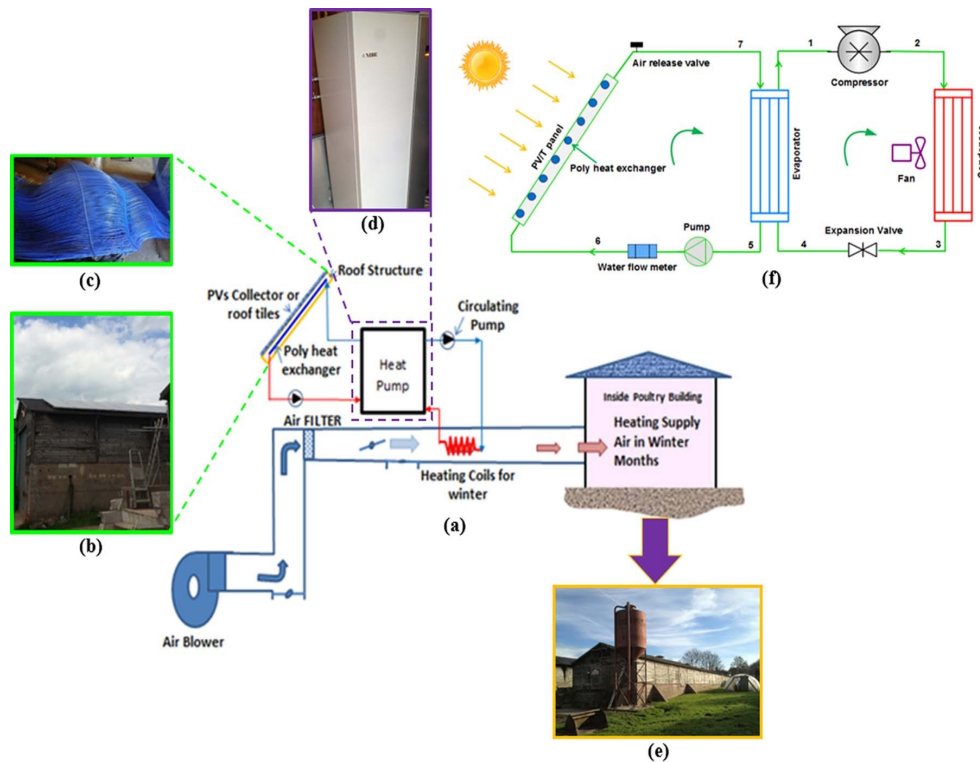 (d)
Air release valve
7
1
2
Compressor
PV/T panel
Poly heat exchanger
Evaporator
Condenser
Fan
Expansion Valve
Pump
6
5
4
3
Water flow meter
(f)
(c)
Roof Structure
PVs Collector or
roof tiles
Circulating
Pump
Poly heat
exchanger
Heat
Pump
Air FILTER
Inside Poultry Building
Heating Supply
Air in Winter
Months
Heating Coils for
winter
(a)
(b)
Air Blower
(e)